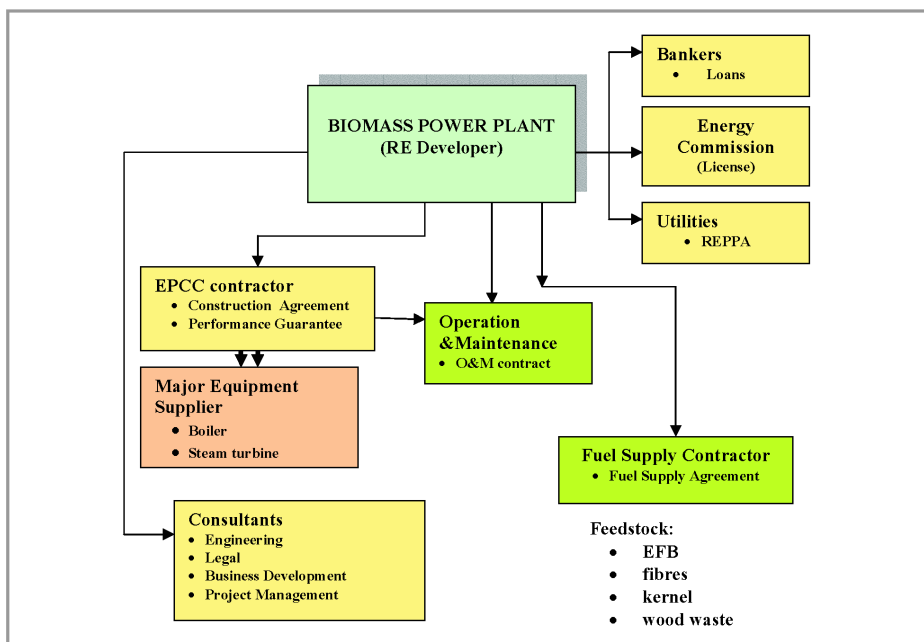 Bankers
• Loans
BIOMASS POWER PLANT
(RE Developer)
Energy
Commission
(License)
Utilities
• REPPA
EPCC contractor
• Construction Agreement
• Performance Guarantee
Operation
&Maintenance
• O&M contract
Major Equipment
Supplier
• Boiler
• Steam turbine
Fuel Supply Contractor
• Fuel Supply Agreement
Consultants
• Engineering
• Legal
• Business Development
• Project Management
Feedstock:
• EFB
• fibres
• kernel
• wood waste